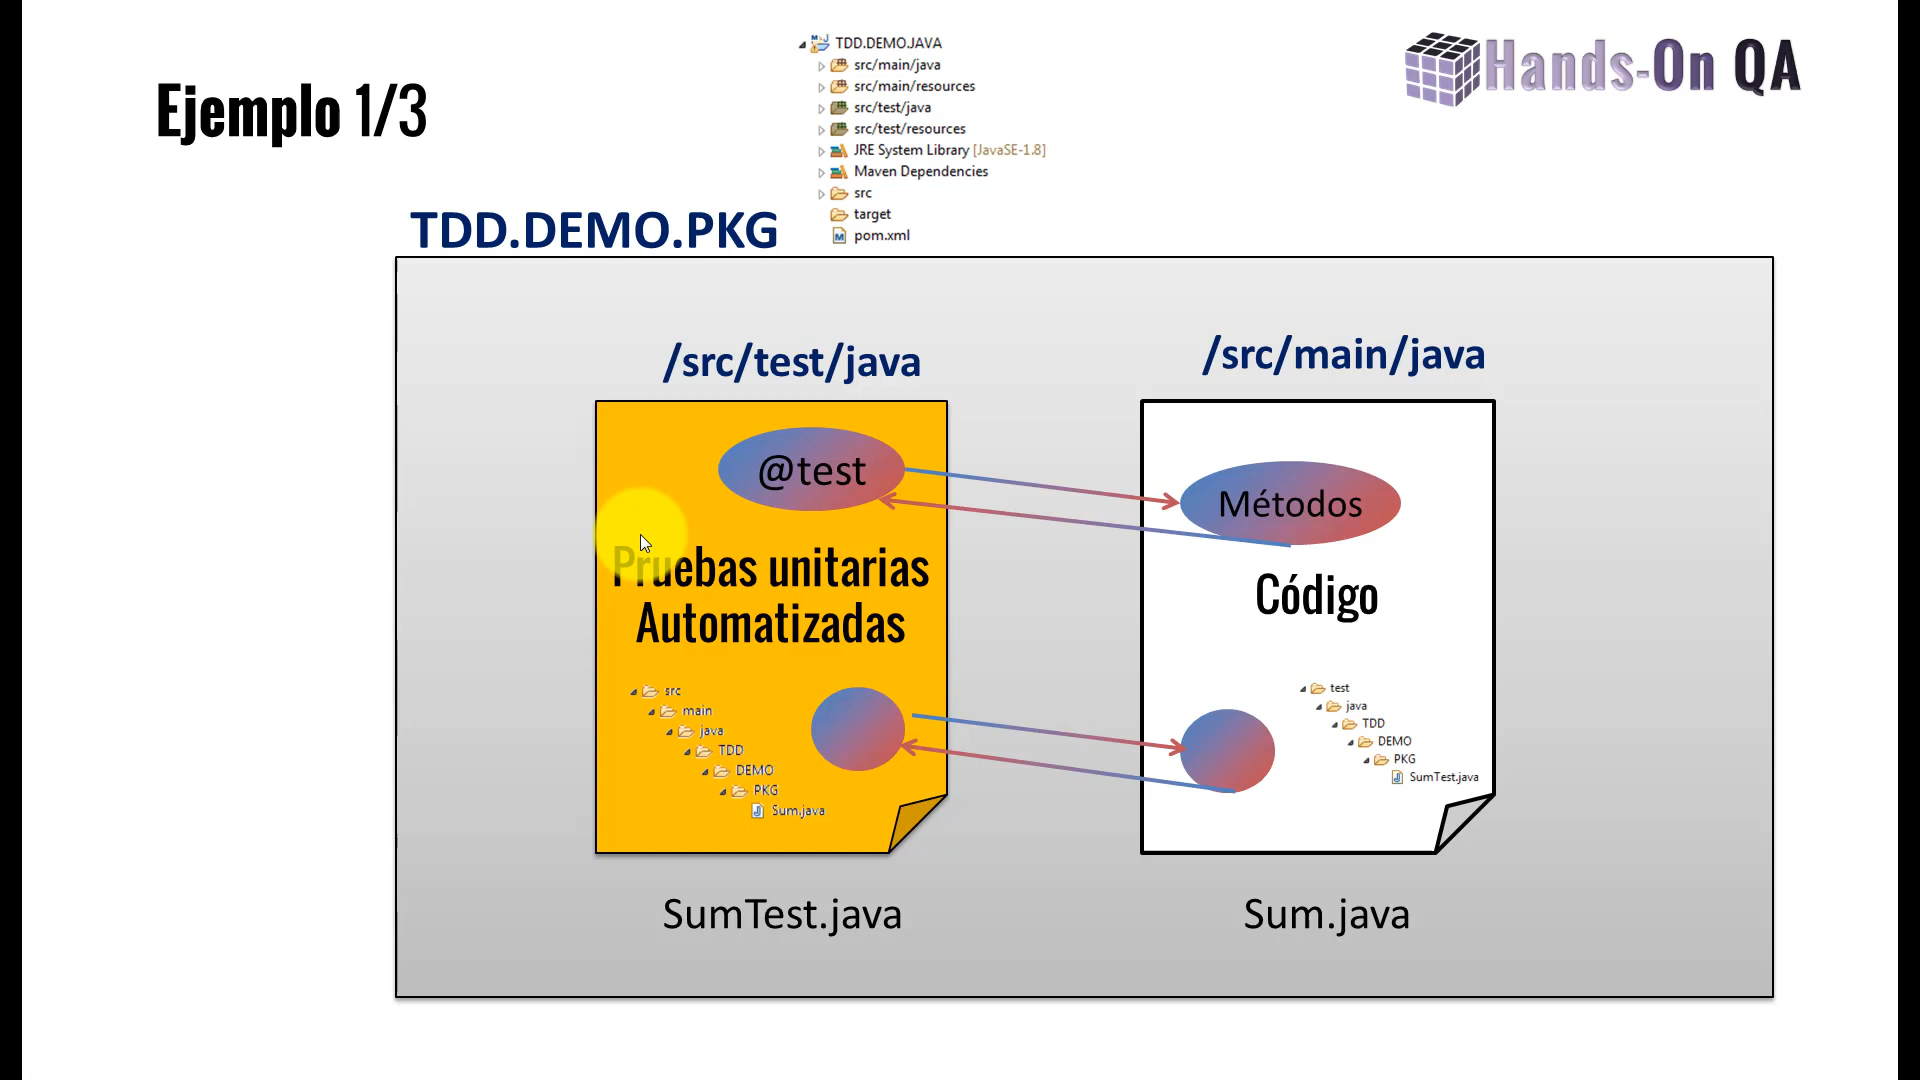 Ejemplo 1/3
TDD.DEMO.JAVA
src/main/java
src/main/resources
src/test/java
src/test/resources
JRE System Library [JavaSE-1.8]
Maven Dependencies
src
target
pom.xml
Hands-On QA
TDD.DEMO.PKG
/src/test/java
@test
Pruebas unitarias
Automatizadas
src
main
java
TDD
DEMO
PKG
Sum.java
SumTest.java
/src/main/java
Métodos
Código
test
java
TDD
DEMO
PKG
SumTest.java
Sum.java